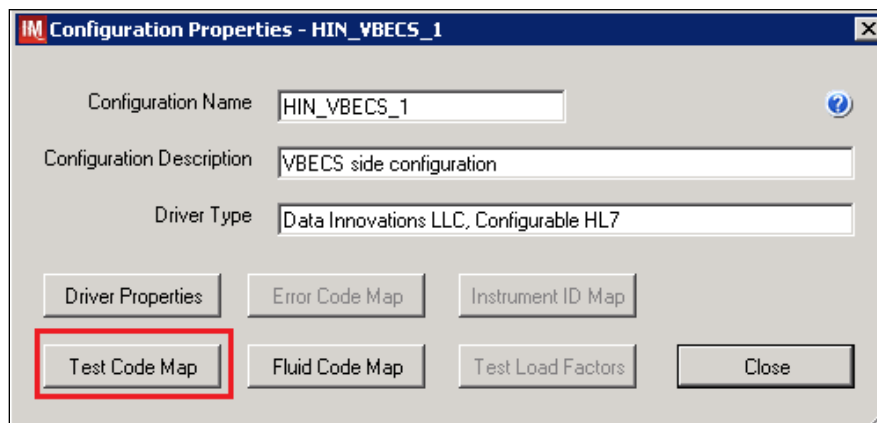 IM Configuration Properties - HIN_VBECS_1
Configuration Name HIN_VBECS_1
Configuration Description VBECS side configuration
Driver Type Data Innovations LLC, Configurable HL7
Driver Properties Error Code Map Instrument ID Map
Test Code Map Fluid Code Map Test Load Factors Close